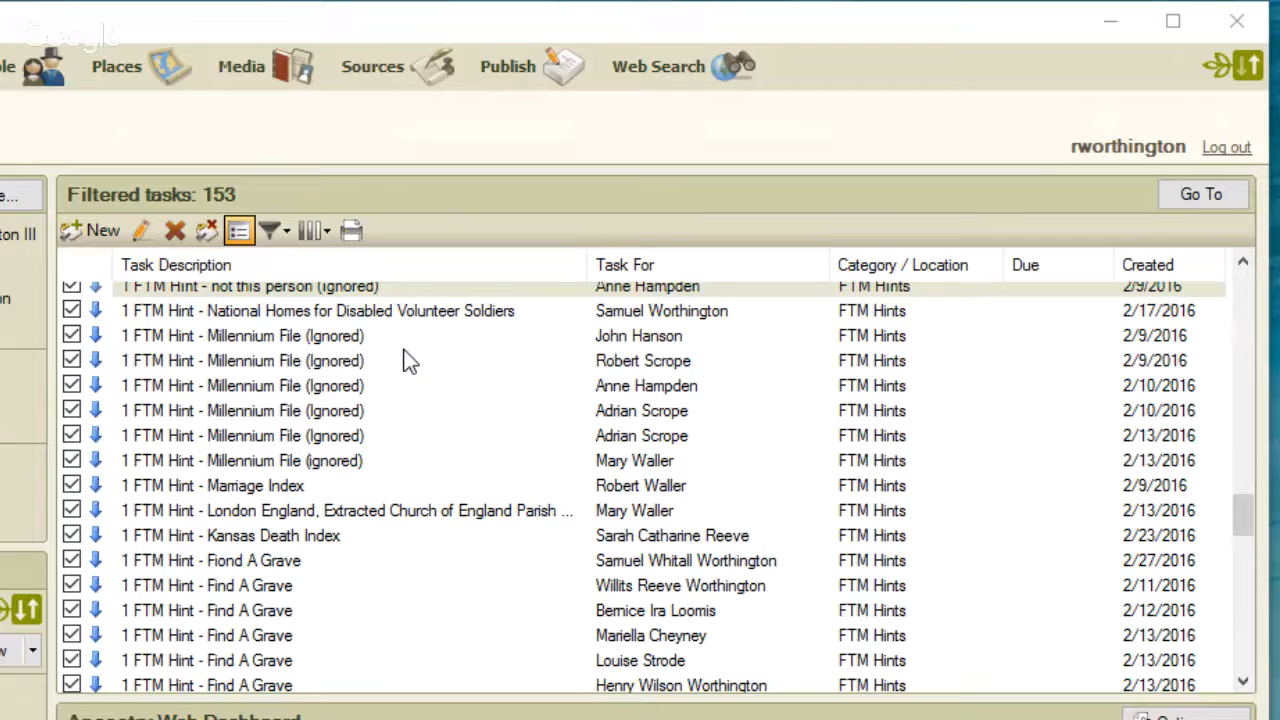 Google
le Places Media Sources Publish Web Search
rworthington Log out
e... Filtered tasks: 153 Go To
ton III New
Task Description Task For Category / Location Due Created
on
1 FTM Hint - not this person (Ignored) Anne Hampden FTM Hints 2/9/2016
1 FTM Hint - National Homes for Disabled Volunteer Soldiers Samuel Worthington FTM Hints 2/17/2016
1 FTM Hint - Millennium File (Ignored) John Hanson FTM Hints 2/9/2016
1 FTM Hint - Millennium File (Ignored) Robert Scrope FTM Hints 2/9/2016
1 FTM Hint - Millennium File (Ignored) Anne Hampden FTM Hints 2/10/2016
1 FTM Hint - Millennium File (Ignored) Adrian Scrope FTM Hints 2/10/2016
1 FTM Hint - Millennium File (Ignored) Adrian Scrope FTM Hints 2/13/2016
1 FTM Hint - Millennium File (ignored) Mary Waller FTM Hints 2/13/2016
1 FTM Hint - Marriage Index Robert Waller FTM Hints 2/9/2016
1 FTM Hint - London England, Extracted Church of England Parish ... Mary Waller FTM Hints 2/13/2016
1 FTM Hint - Kansas Death Index Sarah Catharine Reeve FTM Hints 2/23/2016
1 FTM Hint - Fiond A Grave Samuel Whitall Worthington FTM Hints 2/27/2016
1 FTM Hint - Find A Grave Willits Reeve Worthington FTM Hints 2/11/2016
1 FTM Hint - Find A Grave Bernice Ira Loomis FTM Hints 2/12/2016
1 FTM Hint - Find A Grave Mariella Cheyney FTM Hints 2/13/2016
w 1 FTM Hint - Find A Grave Louise Strode FTM Hints 2/13/2016
1 FTM Hint - Find A Grave Henry Wilson Worthington FTM Hints 2/13/2016
Ancestry Web Dashboard